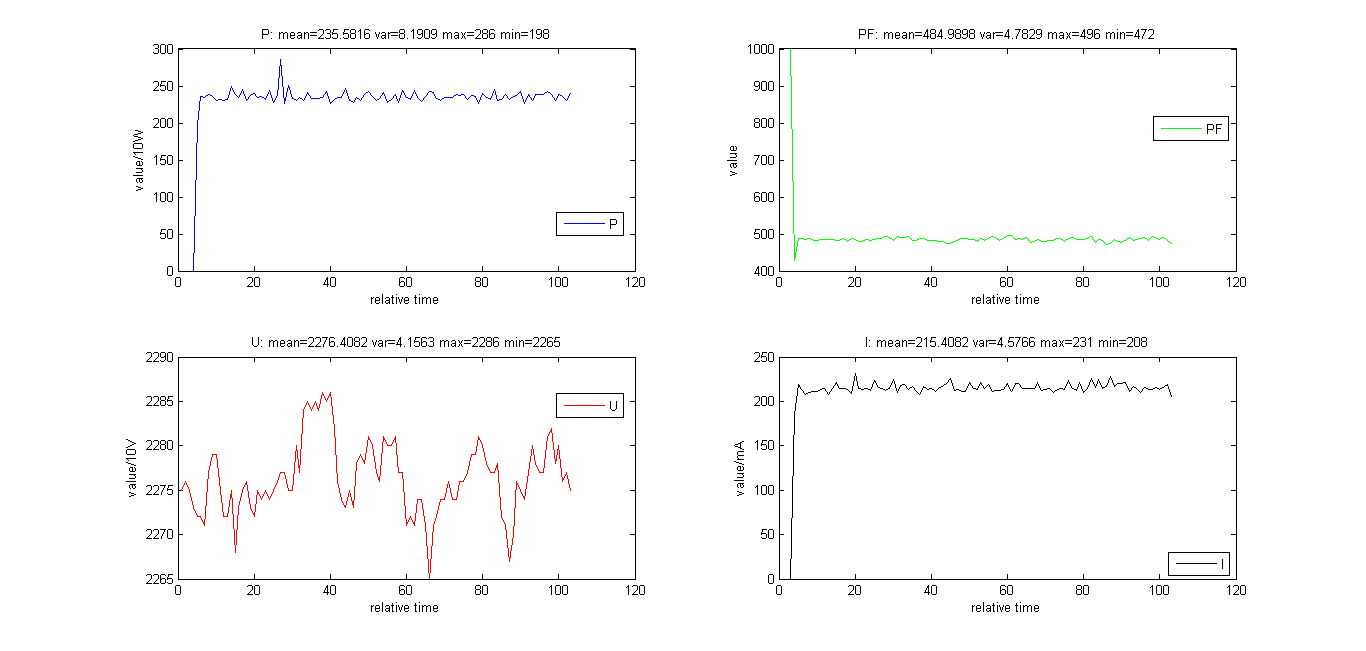 P: mean=235.5816 var=8.1909 max=286 min=198
300
250
200
150
100
50
0
value/10W
P
0 20 40 60 80 100 120
relative time
PF: mean=484.9898 var=4.7829 max=496 min=472
1000
900
800
700
600
500
400
value
PF
0 20 40 60 80 100 120
relative time
U: mean=2276.4082 var=4.1563 max=2286 min=2265
2290
2285
2280
2275
2270
2265
value/10V
U
0 20 40 60 80 100 120
relative time
I: mean=215.4082 var=4.5766 max=231 min=208
250
200
150
100
50
0
value/mA
I
0 20 40 60 80 100 120
relative time